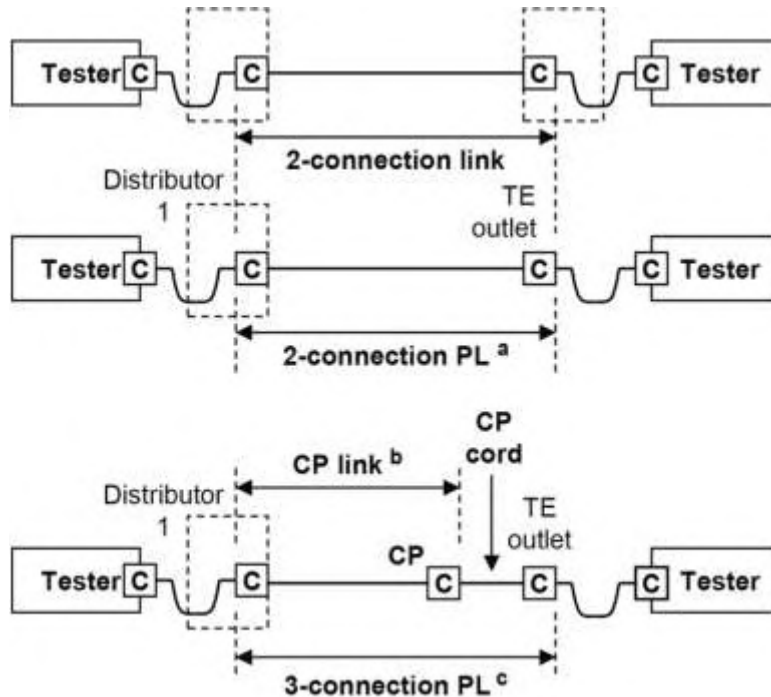 Tester C C C C Tester
2-connection link
Distributor
1
TE
outlet
Tester C C C C Tester
2-connection PL a
CP
cord
CP link b
Distributor
1
TE
outlet
CP
Tester C C C C C Tester
3-connection PL c